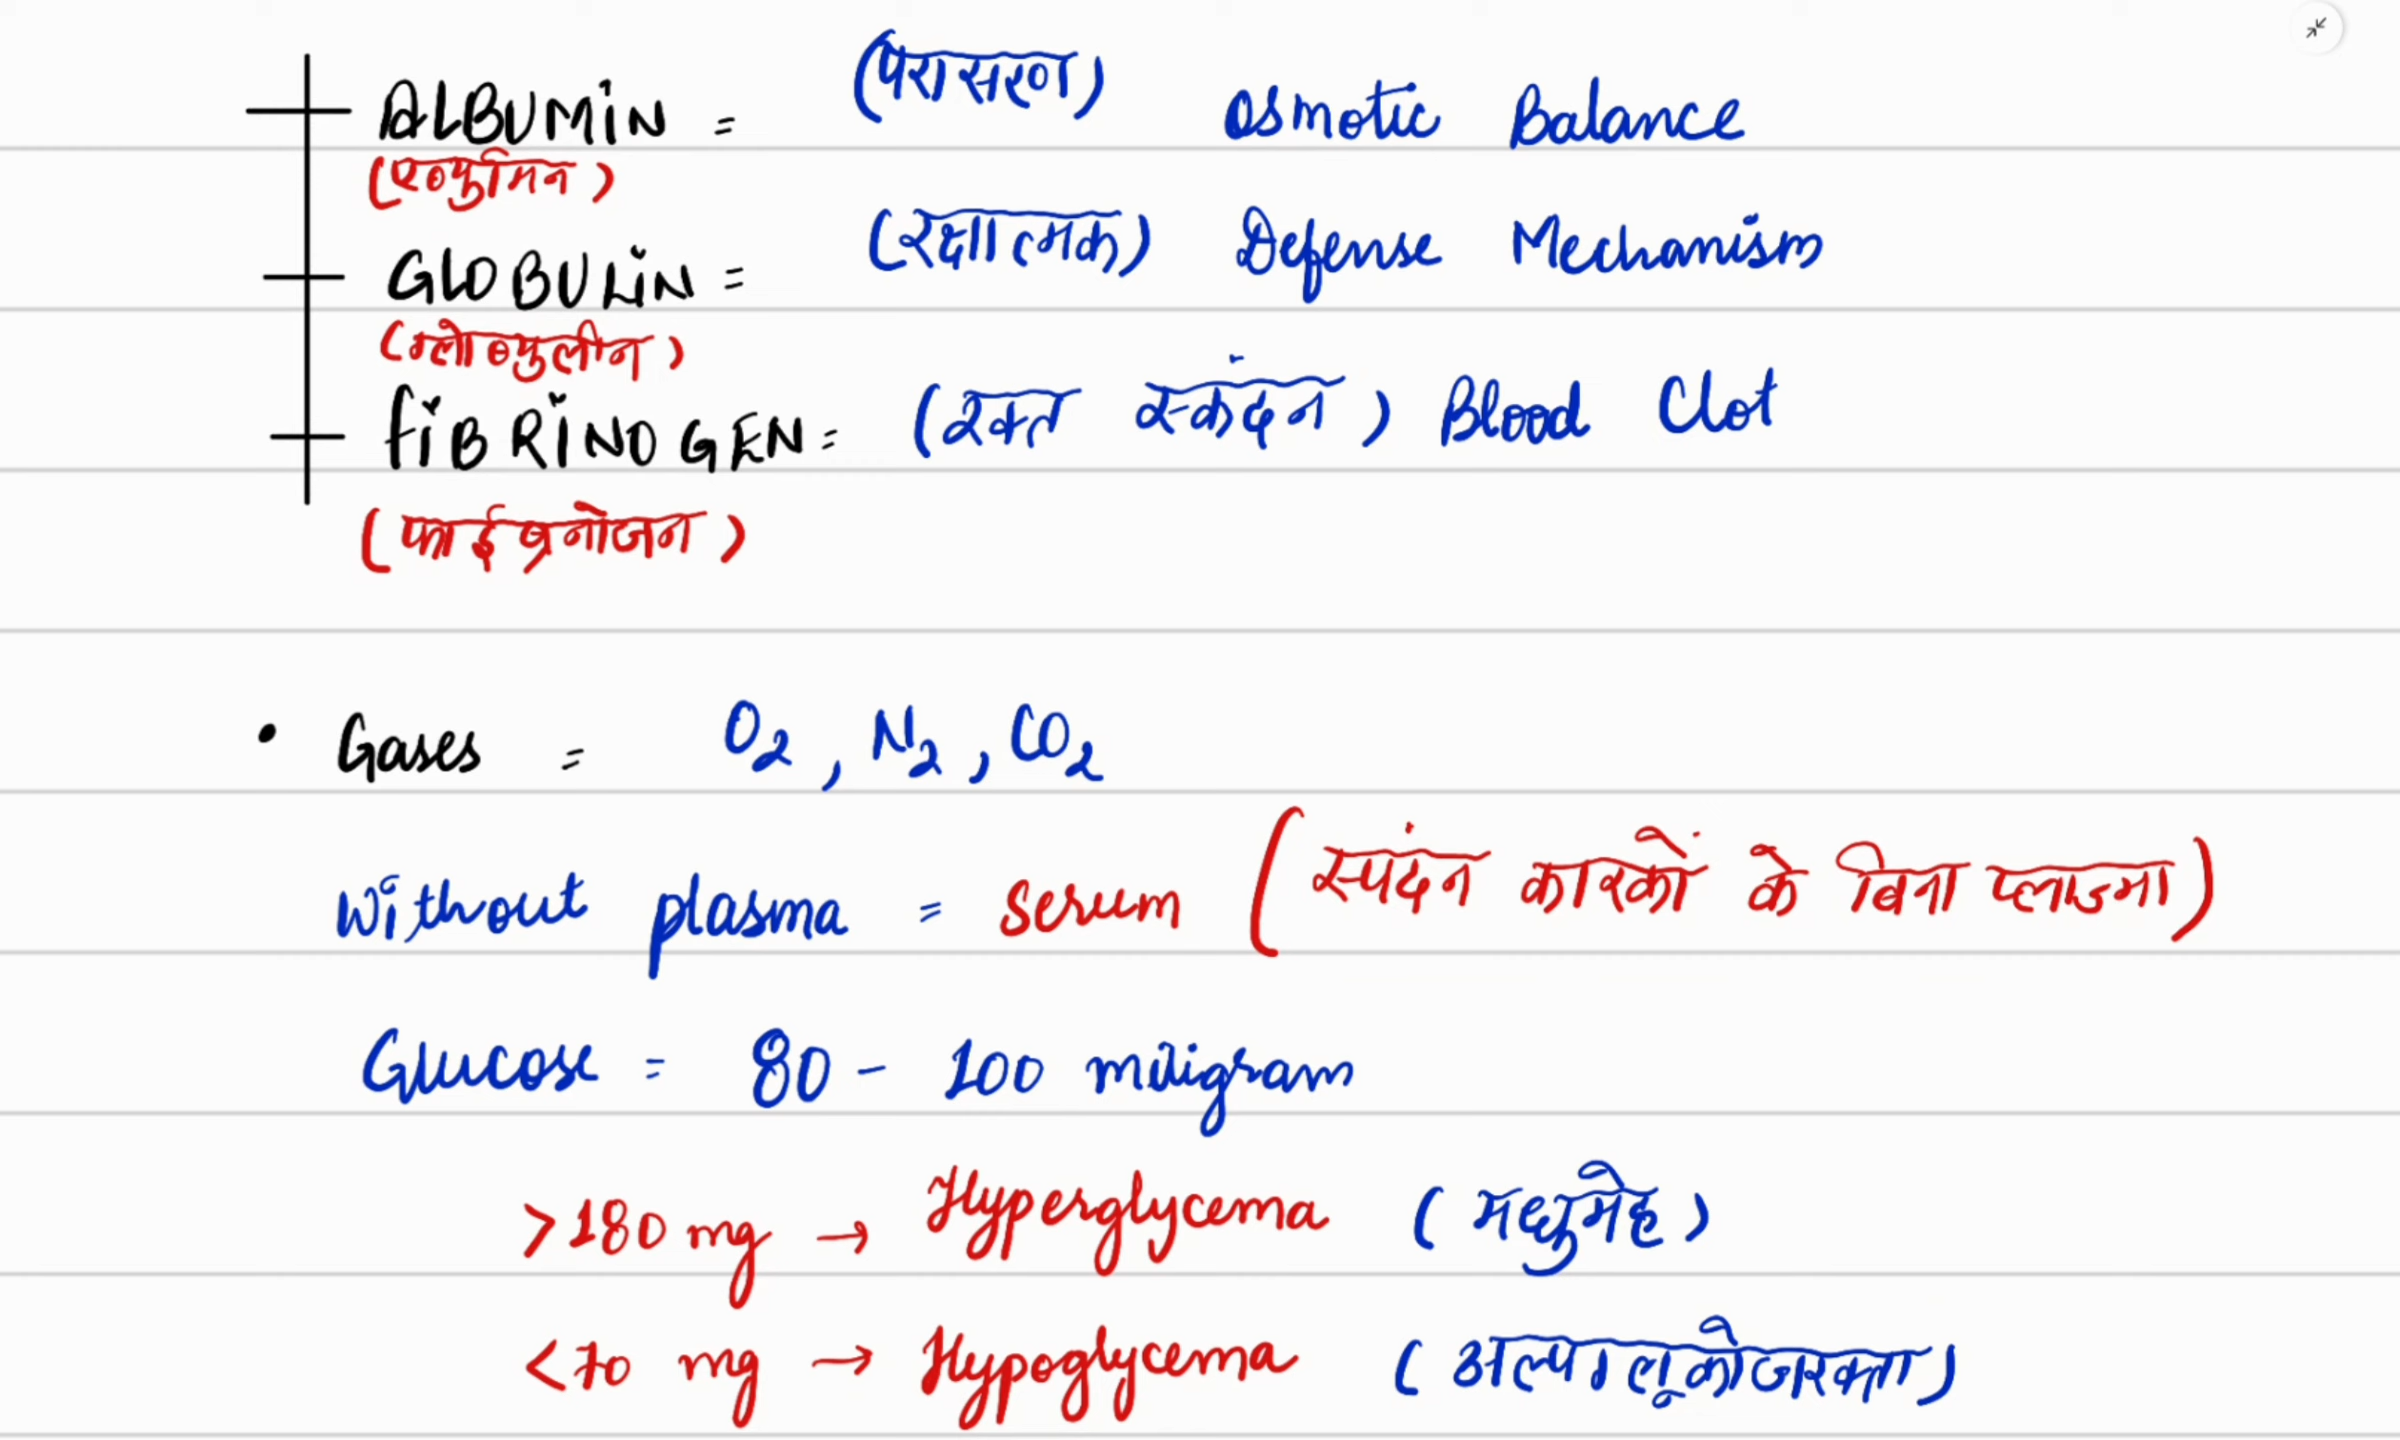 ALBUMIN = (परासरण) Osmotic Balance
(एल्बुमिन)
GLOBULIN = (रक्षात्मक) Defense Mechanism
(ग्लोब्युलीन)
FIBRINOGEN = (रक्त स्कंदन) Blood Clot
(फाईब्रनोजन)
• Gases = O₂, N₂, CO₂
Without plasma = serum (स्पंदन कारकों के बिना प्लाज्मा)
Glucose = 80 - 100 miligram
>180 mg → Hyperglycema (मधुमेह)
<70 mg → Hypoglycema (अल्पग्लूकोजरक्तता)